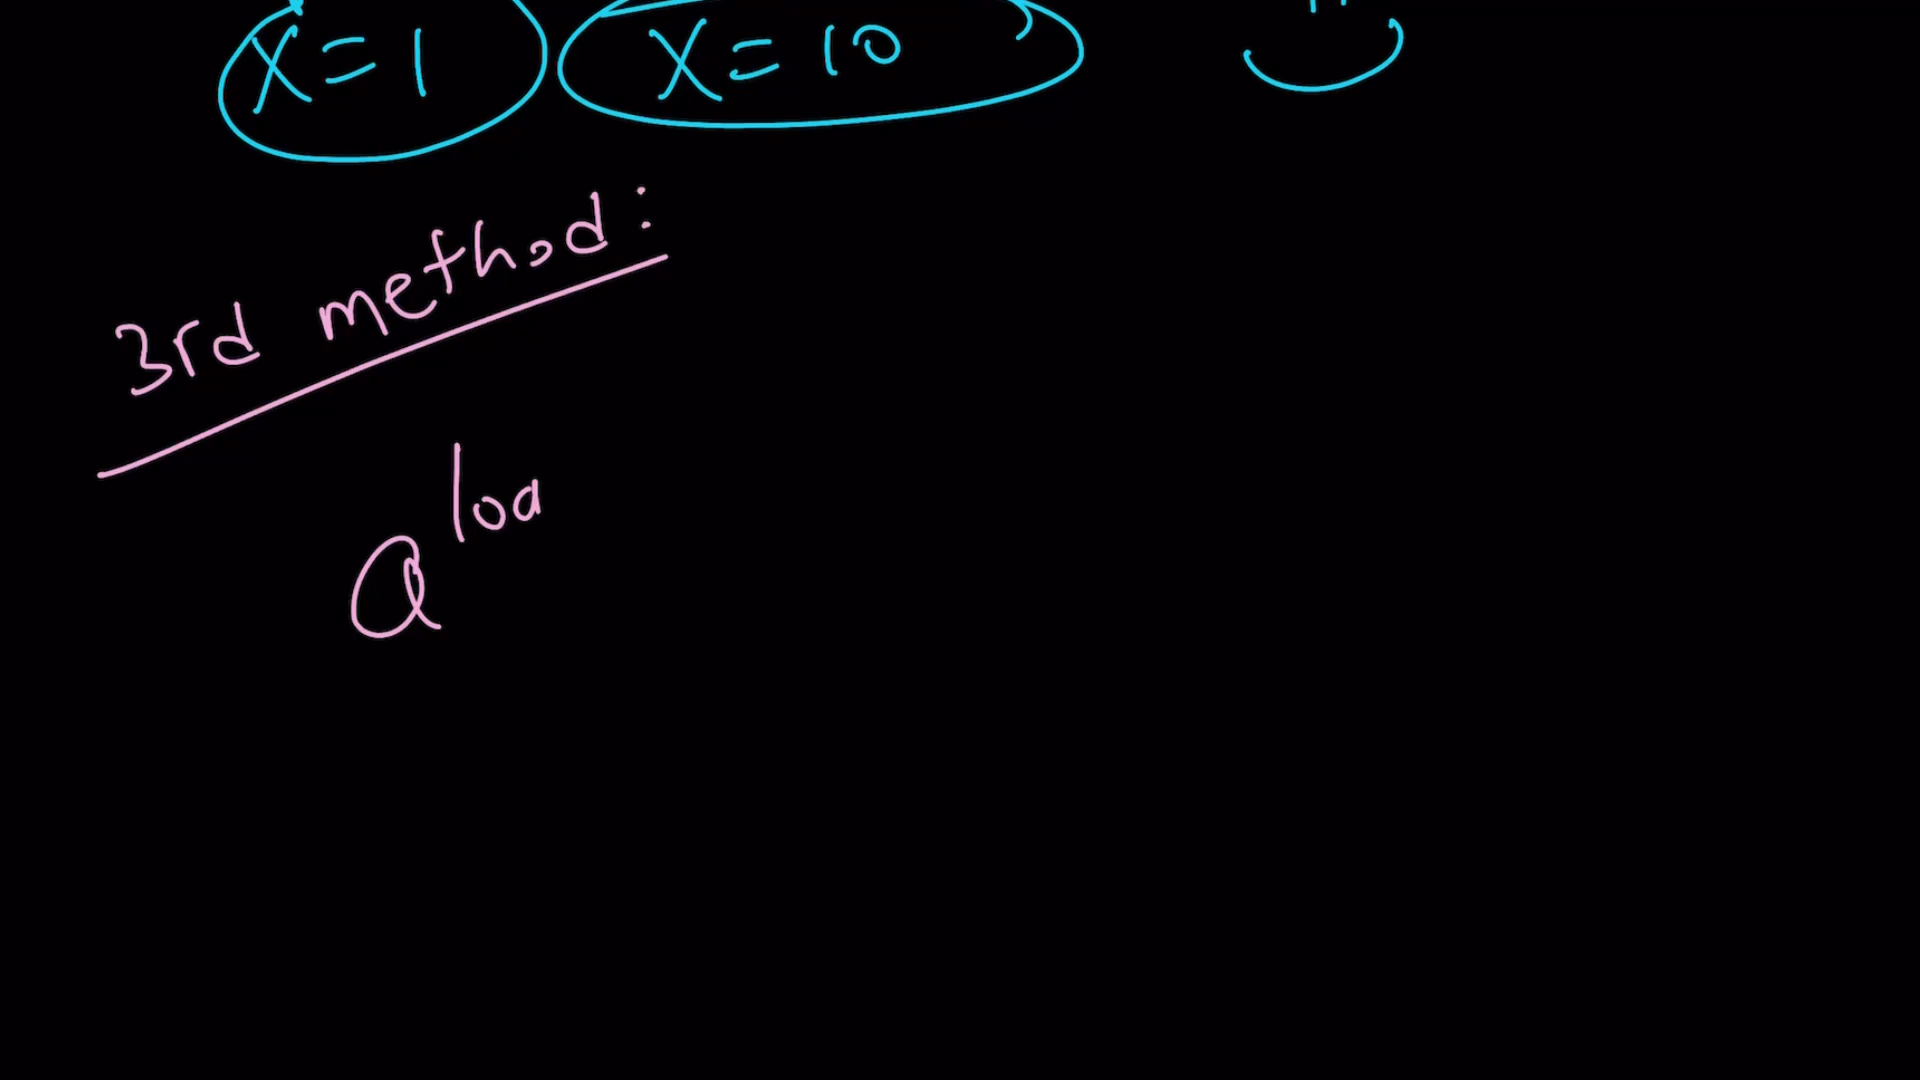 x = 1 x = 10
3rd method:
a^loa